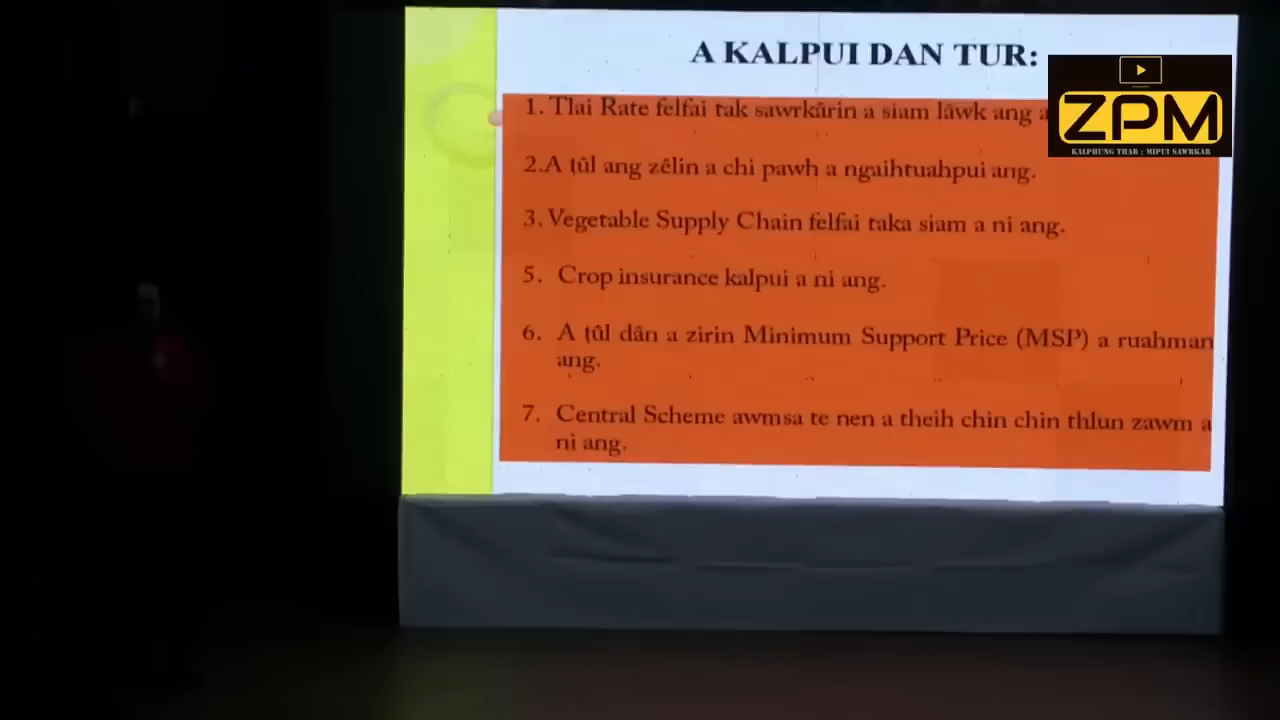 A KALPUI DAN TUR:
1. Tlai Rate felfai tak sawrkârin a siam lâwk ang a
2.A ţûl ang zêlin a chi pawh a ngaihtuahpui ang.
3. Vegetable Supply Chain felfai taka siam a ni ang.
5. Crop insurance kalpui a ni ang.
6. A ţûl dân a zirin Minimum Support Price (MSP) a ruahman
ang.
7. Central Scheme awmsa te nen a theih chin chin thlun zawm a
ni ang.
ZPM
KALPHUNG THAR ; MIPUI SAWRKAR